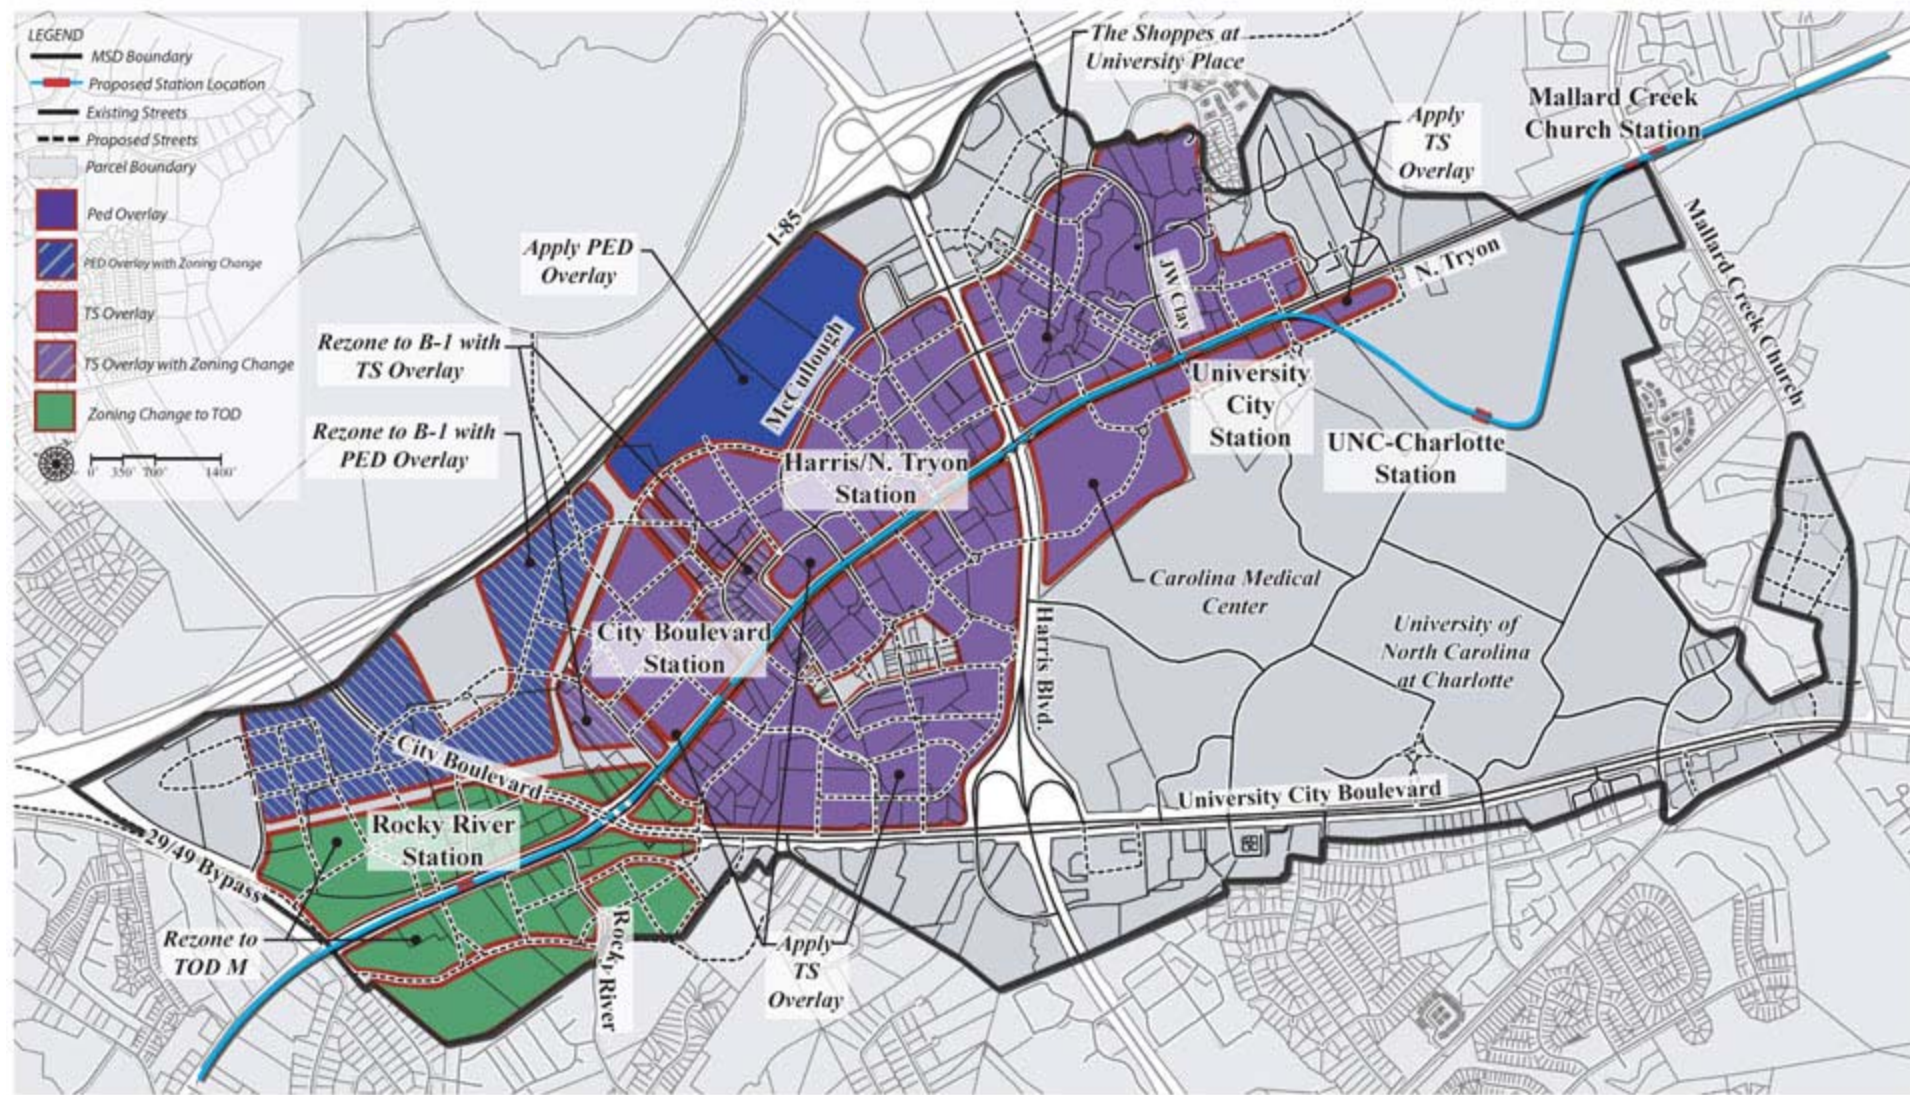 LEGEND
MSD Boundary
Proposed Station Location
Existing Streets
Proposed Streets
Parcel Boundary
Ped Overlay
PED Overlay with Zoning Change
TS Overlay
TS Overlay with Zoning Change
Zoning Change to TOD
0' 350' 700' 1400'
The Shoppes at
University Place
Apply
TS
Overlay
Mallard Creek
Church Station
I-85
Apply PED
Overlay
N. Tryon
Mallard Creek Church
JWClay
Rezone to B-1 with
TS Overlay
McCullough
University
City
Station
Rezone to B-1 with
PED Overlay
UNC-Charlotte
Station
Harris/N. Tryon
Station
Carolina Medical
Center
City Boulevard
Station
Harris Blvd.
University of
North Carolina
at Charlotte
City Boulevard
University City Boulevard
Rocky River
Station
29/49 Bypass
Rezone to
TOD M
Rocky River
Apply
TS
Overlay